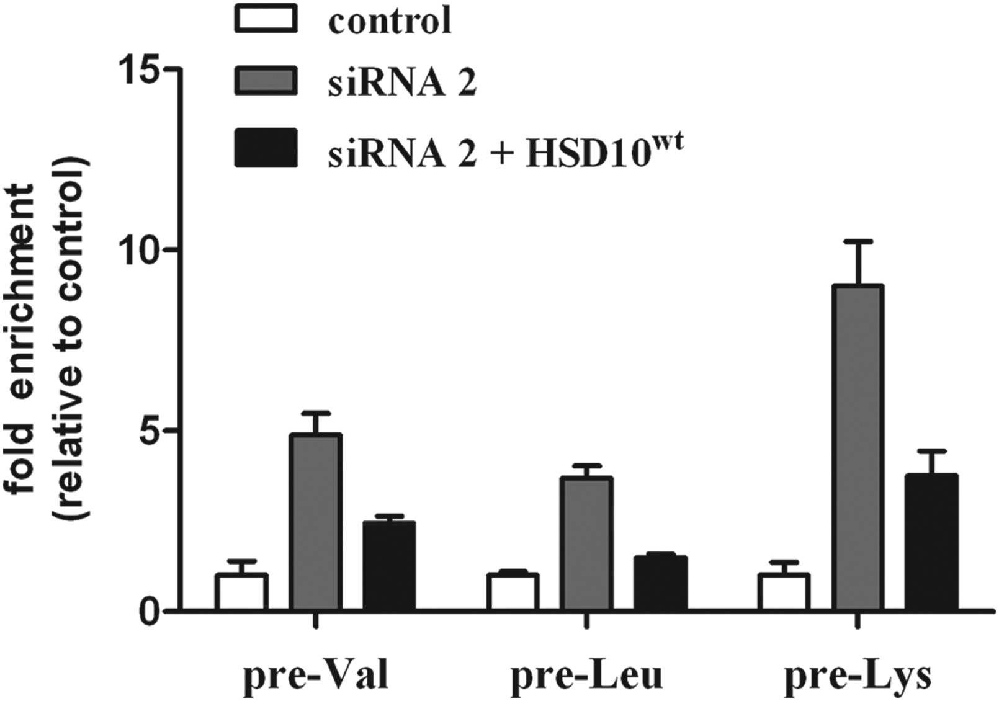 control
siRNA 2
siRNA 2 + HSD10wt
fold enrichment
(relative to control)
15
10
5
0
pre-Val
pre-Leu
pre-Lys